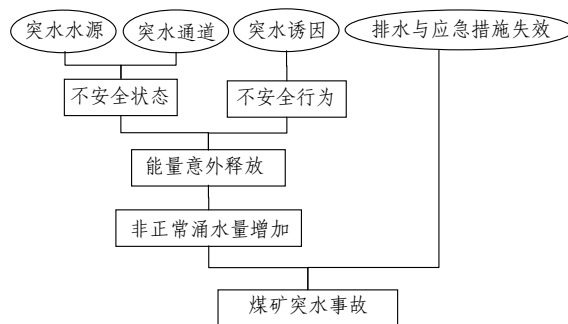 突水水源
突水通道
突水诱因
排水与应急措施失效
不安全状态
不安全行为
能量意外释放
非正常涌水量增加
煤矿突水事故